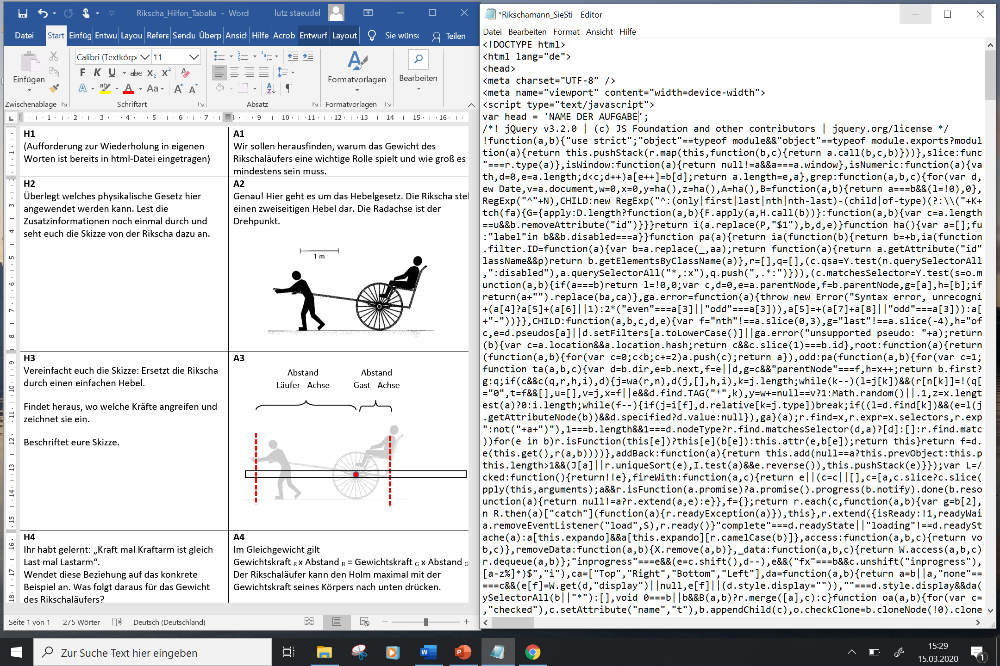 Rikscha_Hilfen_Tabelle - Word
lutz staeudel
Datei Start Einfüg Entwu Layou Refere Sendu Überp Ansich Hilfe Acrob Entwurf Layout Sie wünsc Teilen
Calibri (Textkörpe 11
F K U abc x₂ x²
Einfügen
Formatvorlagen
Bearbeiten
Zwischenablage
Schriftart
Absatz
Formatvorlagen
1 2 3 4 5 6 7 8 9 10 11 12 13 14 15 16
H1
(Aufforderung zur Wiederholung in eigenen
Worten ist bereits in html-Datei eingetragen)
A1
Wir sollen herausfinden, warum das Gewicht des
Rikschaläufers eine wichtige Rolle spielt und wie groß es
mindestens sein muss.
H2
Überlegt welches physikalische Gesetz hier
angewendet werden kann. Lest die
Zusatzinformationen noch einmal durch und
seht euch die Skizze von der Rikscha dazu an.
A2
Genau! Hier geht es um das Hebelgesetz. Die Rikscha stel
einen zweiseitigen Hebel dar. Die Radachse ist der
Drehpunkt.
1 m
H3
Vereinfacht euch die Skizze: Ersetzt die Rikscha
durch einen einfachen Hebel.
Findet heraus, wo welche Kräfte angreifen und
zeichnet sie ein.
Beschriftet eure Skizze.
A3
Abstand
Läufer - Achse
Abstand
Gast - Achse
H4
Ihr habt gelernt: „Kraft mal Kraftarm ist gleich
Last mal Lastarm“.
Wendet diese Beziehung auf das konkrete
Beispiel an. Was folgt daraus für das Gewicht
des Rikschaläufers?
A4
Im Gleichgewicht gilt
Gewichtskraft R x Abstand R = Gewichtskraft G x Abstand G
Der Rikschaläufer kann den Holm maximal mit der
Gewichtskraft seines Körpers nach unten drücken.
Seite 1 von 1 275 Wörter Deutsch (Deutschland)
*Rikschamann_SieSti - Editor
Datei Bearbeiten Format Ansicht Hilfe
<!DOCTYPE html>
<html lang="de">
<head>
<meta charset="UTF-8" />
<meta name="viewport" content="width=device-width">
<script type="text/javascript">
var head = 'NAME DER AUFGABE';
/*! jQuery v3.2.0 | (c) JS Foundation and other contributors | jquery.org/license */
!function(a,b){"use strict";"object"==typeof module&&"object"==typeof module.exports?modul
tion(a){return this.pushStack(r.map(this,function(b,c){return a.call(b,c,b)}))},slice:func
"===r.type(a)},isWindow:function(a){return null!=a&&a===a.window},isNumeric:function(a){va
th,d=0,e=a.length;d<c;d++)a[e++]=b[d];return a.length=e,a},grep:function(a,b,c){for(var d,
ew Date,v=a.document,w=0,x=0,y=ha(),z=ha(),A=ha(),B=function(a,b){return a===b&&(l=!0),0},
RegExp("^"+N),CHILD:new RegExp("^:(only|first|last|nth|nth-last)-(child|of-type)(?:\\("+K+
tch(fa){G={apply:D.length?function(a,b){F.apply(a,H.call(b))}:function(a,b){var c=a.length
==u&&b.removeAttribute("id")}}}return i(a.replace(P,"$1"),b,d,e)}function ha(){var a=[];fu
:"label"in b&&b.disabled===a}}function pa(a){return ia(function(b){return b=+b,ia(function
.filter.ID=function(a){var b=a.replace(_,aa);return function(a){return a.getAttribute("id"
lassName&&p)return b.getElementsByClassName(a)},r=[],q=[],(c.qsa=Y.test(n.querySelectorAll
,":disabled"),a.querySelectorAll("*,:x"),q.push(",.*:")})),(c.matchesSelector=Y.test(s=o.m
unction(a,b){if(a===b)return l=!0,0;var c,d=0,e=a.parentNode,f=b.parentNode,g=[a],h=[b];if
return(a+"").replace(ba,ca)},ga.error=function(a){throw new Error("Syntax error, unrecogni
+(a[4]?a[5]+(a[6]||1):2*("even"===a[3]||"odd"===a[3])),a[5]=+(a[7]+a[8]||"odd"===a[3])):a[
+"-"))}},CHILD:function(a,b,c,d,e){var f="nth"!==a.slice(0,3),g="last"!==a.slice(-4),h="of
c,e=d.pseudos[a]||d.setFilters[a.toLowerCase()]||ga.error("unsupported pseudo: "+a);return
(b){var c=a.location&&a.location.hash;return c&&c.slice(1)===b.id},root:function(a){return
(function(a,b){for(var c=0;c<b;c+=2)a.push(c);return a}),odd:pa(function(a,b){for(var c=1;
function ta(a,b,c){var d=b.dir,e=b.next,f=e||d,g=c&&"parentNode"===f,h=x++;return b.first?
g:q;if(c&&c(q,r,h,i),d){j=wa(r,n),d(j,[],h,i),k=j.length;while(k--)(l=j[k])&&(r[n[k]]=!(q[
="0",t=f&&[],u=[],v=j,x=f||e&&d.find.TAG("*",k),y=w+=null==v?1:Math.random()||.1,z=x.lengt
est(a)?0:i.length;while(f--){if(j=i[f],d.relative[k=j.type])break;if((l=d.find[k])&&(e=l(j
.getAttributeNode(b))&&d.specified?d.value:null}),ga}(a);r.find=x,r.expr=x.selectors,r.exp
":not("+a+")"),1===b.length&&1===d.nodeType?r.find.matchesSelector(d,a)?[d]:[]:r.find.matc
))for(e in b)r.isFunction(this[e])?this[e](b[e]):this.attr(e,b[e]);return this}return f=d.
e(this.get(),r(a,b))))},addBack:function(a){return this.add(null==a?this.prevObject:this.p
this.length>1&&(J[a]||r.uniqueSort(e),I.test(a)&&e.reverse()),this.pushStack(e)}});var L=/
cked:function(){return!!e},fireWith:function(a,c){return e||(c=c||[],c=[a,c.slice?c.slice(
pply(this,arguments);a&&r.isFunction(a.promise)?a.promise().progress(b.notify).done(b.reso
unction(a){return null!=a?r.extend(a,e):e}},f={};return r.each(c,function(a,b){var g=b[2],
n R.then(a)["catch"](function(a){r.readyException(a)}),this},r.extend({isReady:!1,readyWai
a.removeEventListener("load",S),r.ready()}"complete"===d.readyState||"loading"!==d.readySt
ache(a):a[this.expando]&&a[this.expando][r.camelCase(b)]},access:function(a,b,c){return vo
b,c)},removeData:function(a,b){X.remove(a,b)},_data:function(a,b,c){return W.access(a,b,c)
r.dequeue(a,b)};"inprogress"===e&&(e=c.shift(),d--),e&&("fx"===b&&c.unshift("inprogress"),
[a-z%]*)$","i"),ca=["Top","Right","Bottom","Left"],da=function(a,b){return a=b||a,"none"==
===c&&(e[f]=W.get(d,"display")||null,e[f]||(d.style.display="")),""===d.style.display&&da(
ySelectorAll(b||"*"):[],void 0===b||b&&B(a,b)?r.merge([a],c):c}function oa(a,b){for(var c=
,"checked"),c.setAttribute("name","t"),b.appendChild(c),o.checkClone=b.cloneNode(!0).clone
Zur Suche Text hier eingeben
15:29
15.03.2020
1